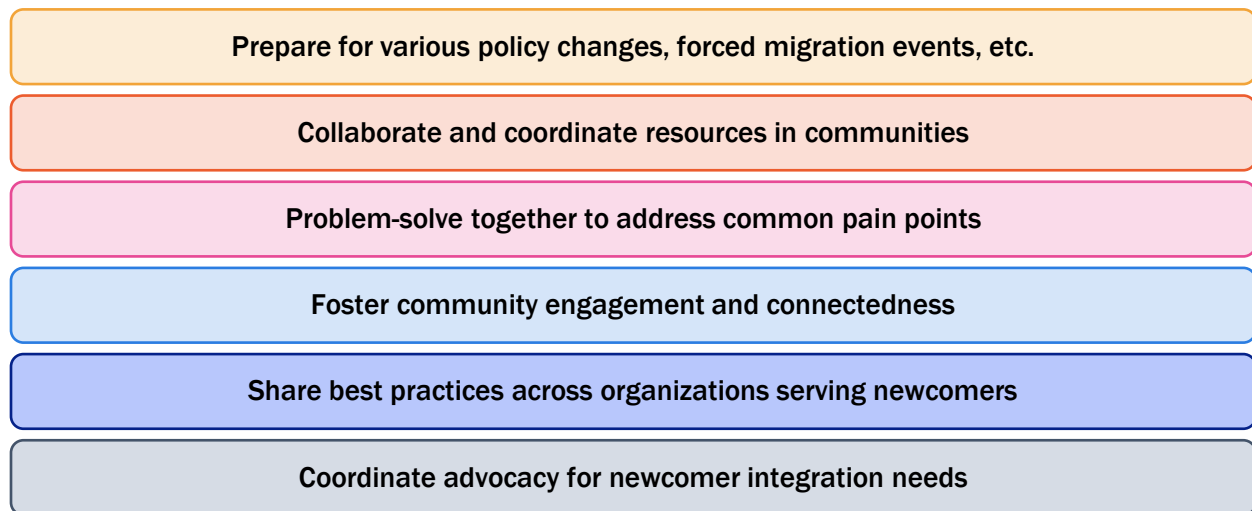 Prepare for various policy changes, forced migration events, etc.
Collaborate and coordinate resources in communities
Problem-solve together to address common pain points
Foster community engagement and connectedness
Share best practices across organizations serving newcomers
Coordinate advocacy for newcomer integration needs